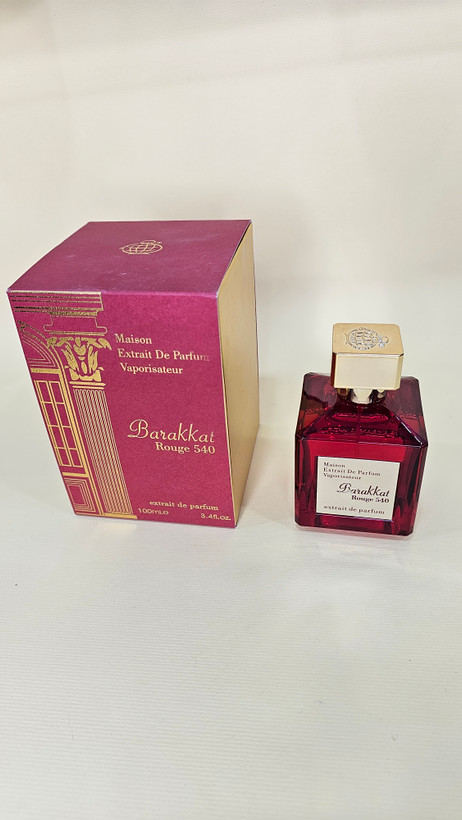 Maison
Extrait De Parfum
Vaporisateur
Barakkat
Rouge 540
extrait de parfum
100ml.e
3.4fl.oz.
Maison
Extrait De Parfum
Vaporisateur
Barakkat
Rouge 540
extrait de parfum